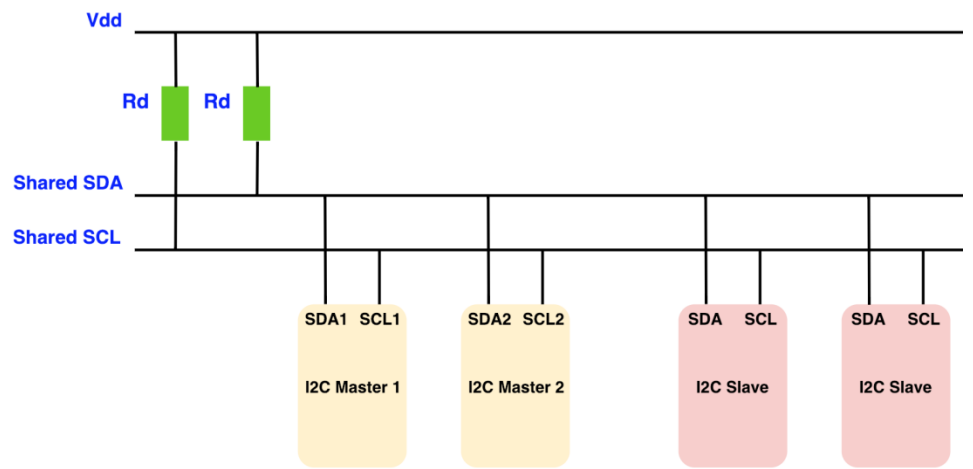 Vdd
Rd Rd
Shared SDA
Shared SCL
SDA1 SCL1 SDA2 SCL2 SDA SCL SDA SCL
I2C Master 1 I2C Master 2 I2C Slave I2C Slave